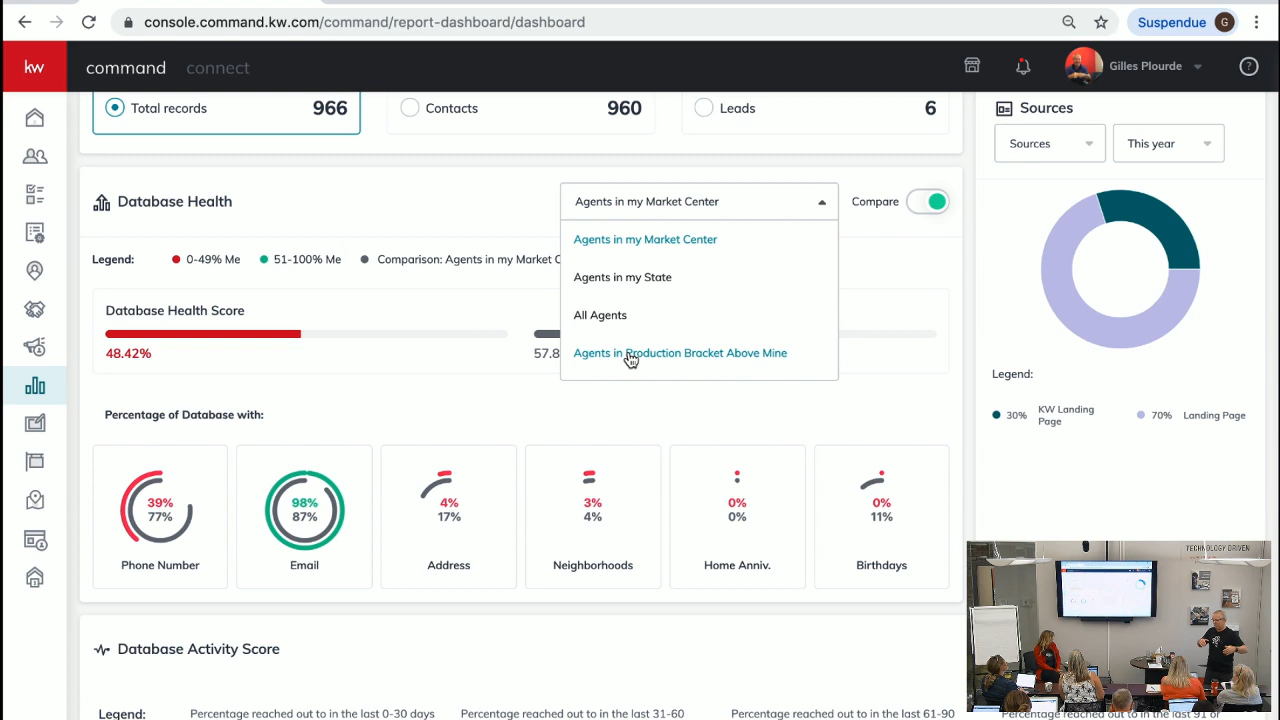 console.command.kw.com/command/report-dashboard/dashboard
Suspendue G
kw command connect Gilles Plourde ?
Total records 966 Contacts 960 Leads 6
Sources
Sources This year
Database Health
Agents in my Market Center
Compare
Agents in my Market Center
Agents in my State
All Agents
Agents in Production Bracket Above Mine
Legend: 0-49% Me 51-100% Me Comparison: Agents in my Market C
Database Health Score
48.42% 57.8
Legend:
30% KW Landing
Page
70% Landing Page
Percentage of Database with:
39%
77%
Phone Number
98%
87%
Email
4%
17%
Address
3%
4%
Neighborhoods
0%
0%
Home Anniv.
0%
11%
Birthdays
TECHNOLOGY DRIVEN
Database Activity Score
Legend: Percentage reached out to in the last 0-30 days Percentage reached out to in the last 31-60 Percentage reached out to in the last 61-90